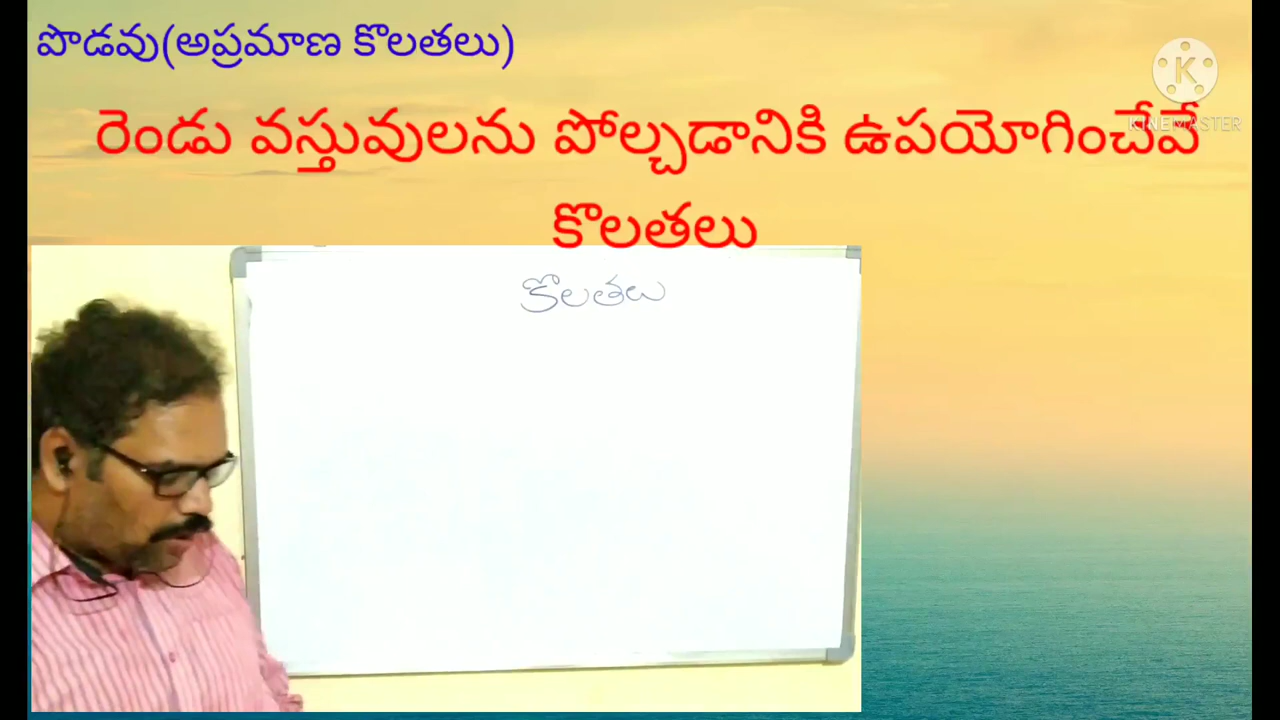 పొడవు(అప్రమాణ కొలతలు)
రెండు వస్తువులను పోల్చడానికి ఉపయోగించేవీ
కొలతలు
KINEMASTER
కొలతలు